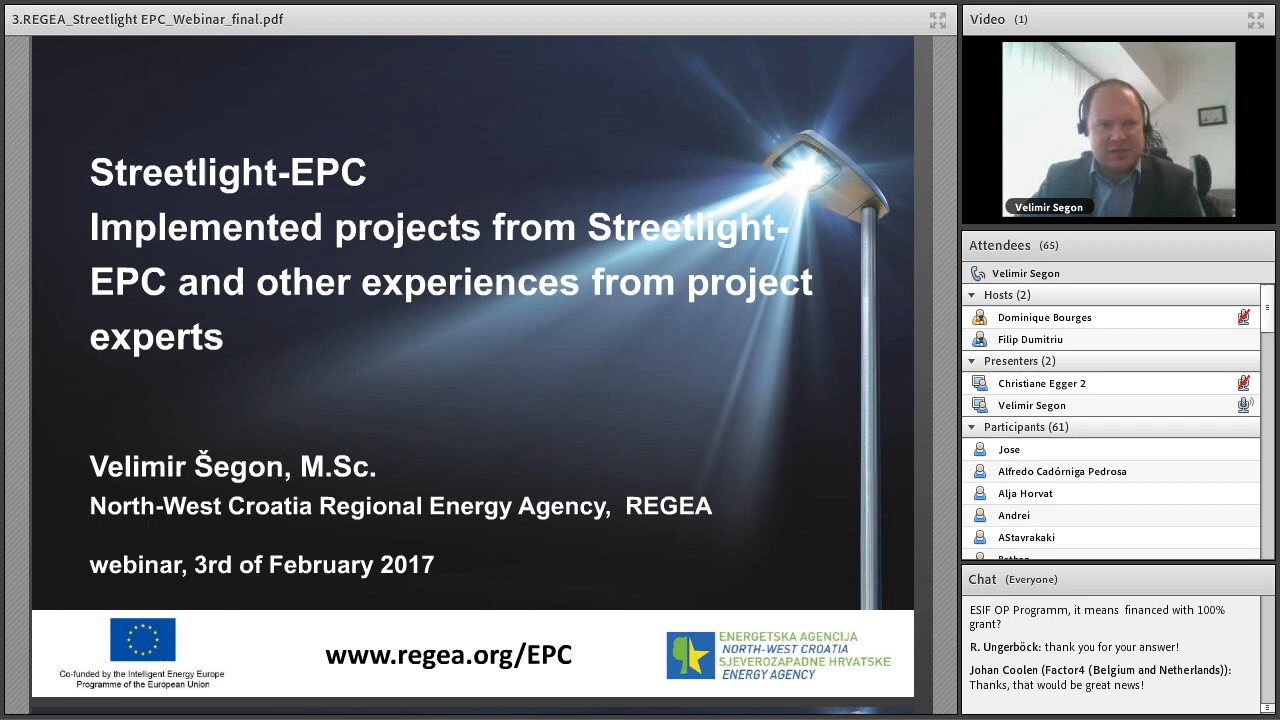 3.REGEA_Streetlight EPC_Webinar_final.pdf
Streetlight-EPC
Implemented projects from Streetlight-
EPC and other experiences from project
experts
Velimir Šegon, M.Sc.
North-West Croatia Regional Energy Agency, REGEA
webinar, 3rd of February 2017
Co-funded by the Intelligent Energy Europe
Programme of the European Union
www.regea.org/EPC
ENERGETSKA AGENCIJA
NORTH-WEST CROATIA
SJEVEROZAPADNE HRVATSKE
ENERGY AGENCY
Video (1)
Velimir Segon
Attendees (65)
Velimir Segon
Hosts (2)
Dominique Bourges
Filip Dumitriu
Presenters (2)
Christiane Egger 2
Velimir Segon
Participants (61)
Jose
Alfredo Cadórniga Pedrosa
Alja Horvat
Andrei
AStavrakaki
Chat (Everyone)
ESIF OP Programm, it means financed with 100%
grant?
R. Ungerböck: thank you for your answer!
Johan Coolen (Factor4 (Belgium and Netherlands)):
Thanks, that would be great news!